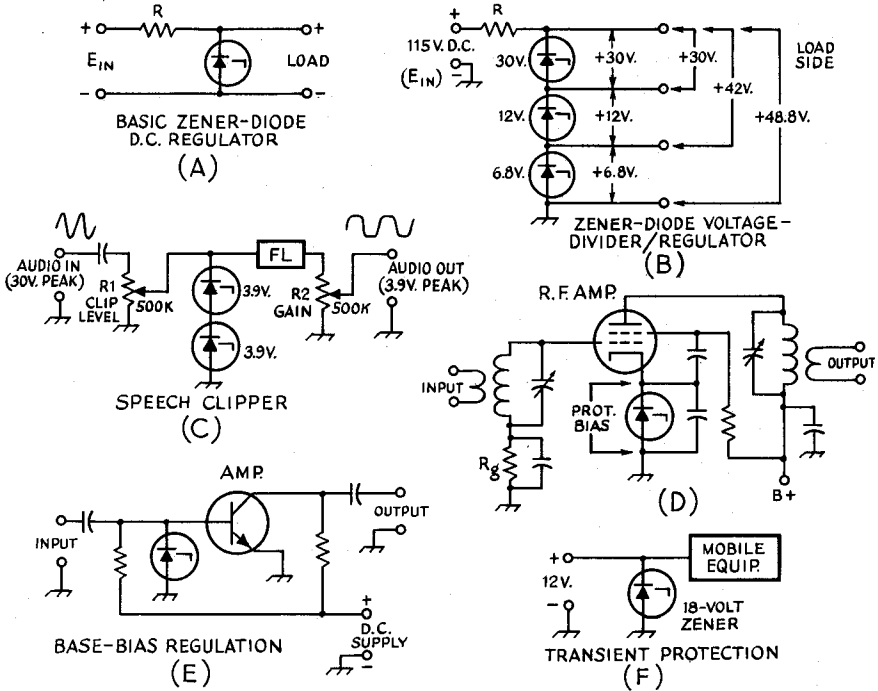 R
+
+
EIN
LOAD
-
-
BASIC ZENER-DIODE
D.C. REGULATOR
(A)
+
R
115 V. D.C.
(EIN)
-
30V.
+30V.
+30V.
12V.
+12V.
+42V.
6.8V.
+6.8V.
+48.8V.
LOAD
SIDE
ZENER-DIODE VOLTAGE-
DIVIDER/REGULATOR
(B)
AUDIO IN
(30V. PEAK)
R1
CLIP
LEVEL
500K
3.9V.
3.9V.
FL
R2
GAIN
500K
AUDIO OUT
(3.9V. PEAK)
SPEECH CLIPPER
(C)
R.F. AMP.
INPUT
PROT.
BIAS
Rg
OUTPUT
B+
(D)
AMP.
INPUT
OUTPUT
+
D.C.
SUPPLY
-
BASE-BIAS REGULATION
(E)
+
12V.
-
MOBILE
EQUIP.
18-VOLT
ZENER
TRANSIENT PROTECTION
(F)